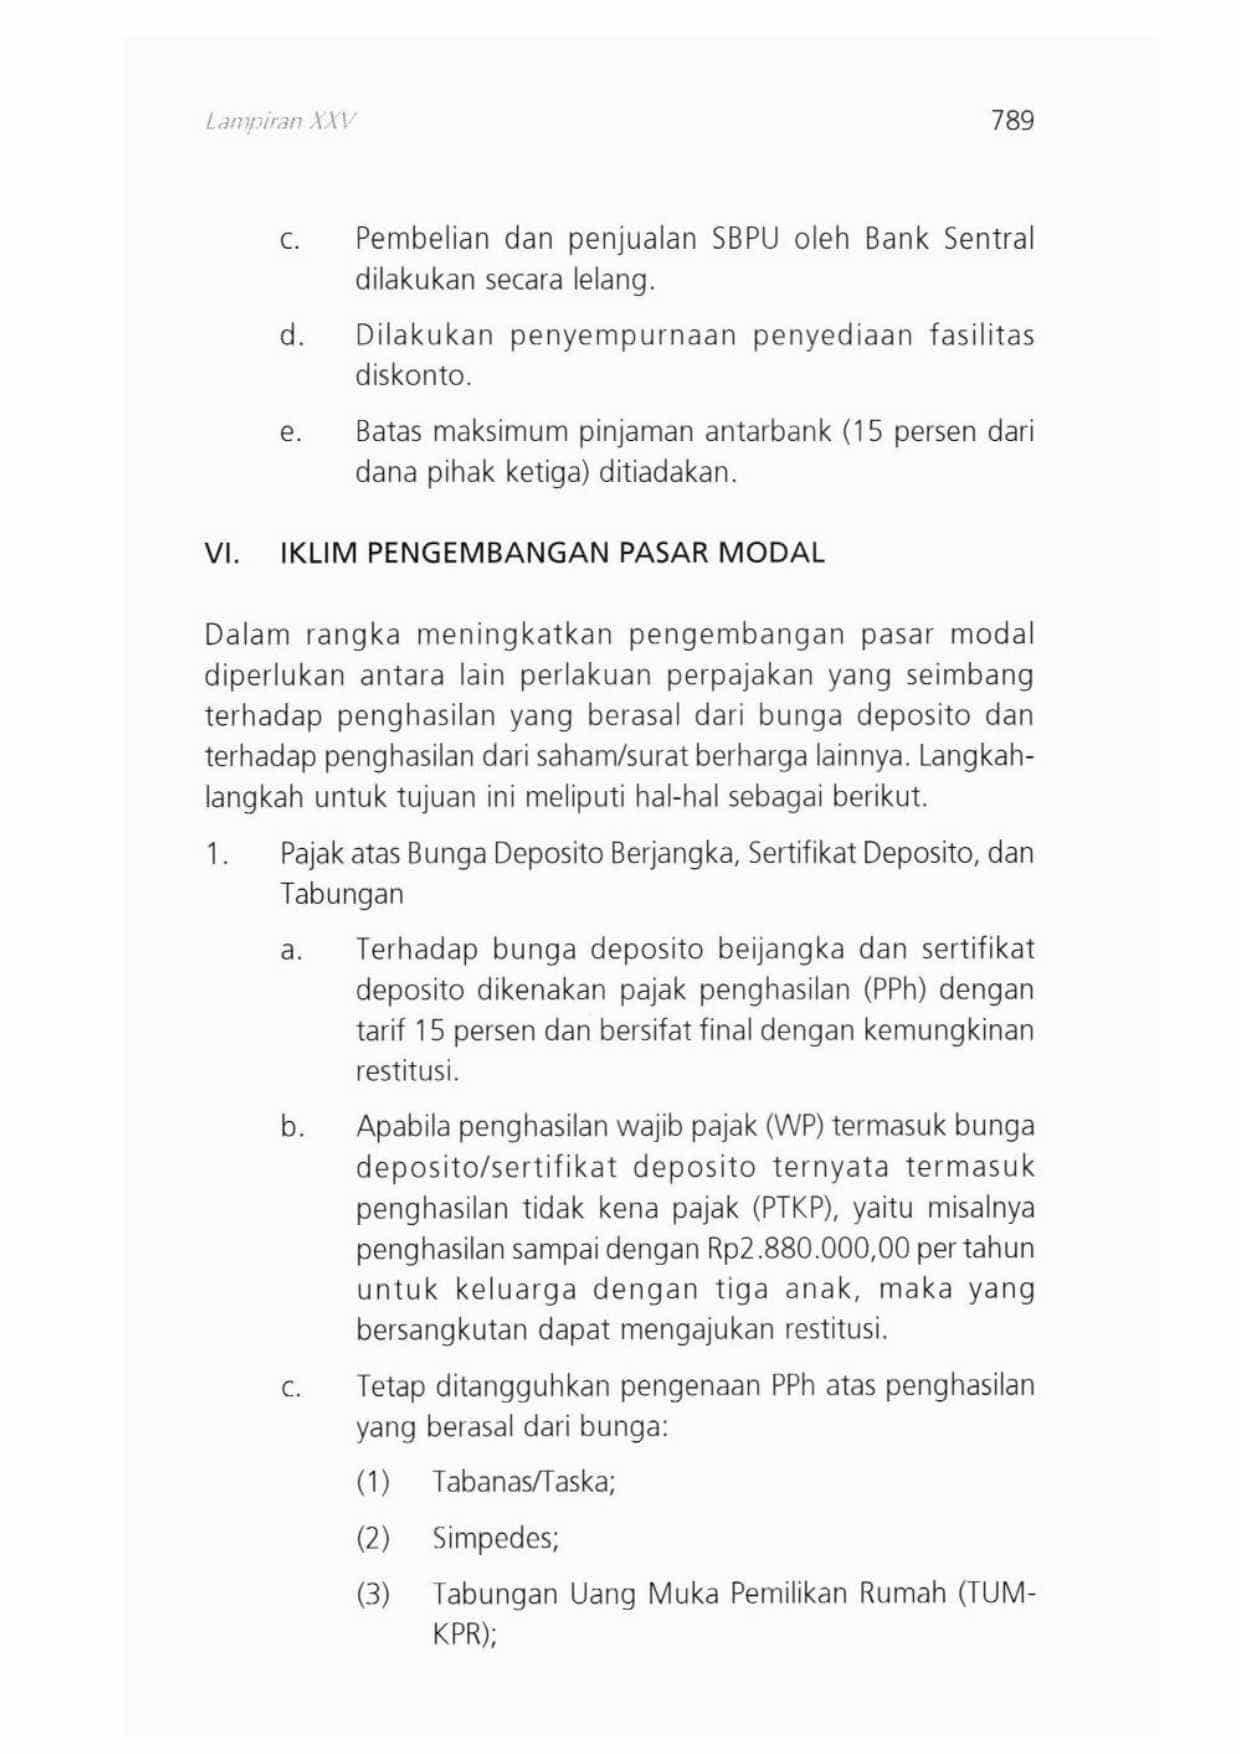 Lampiran XXV 789
c. Pembelian dan penjualan SBPU oleh Bank Sentral
dilakukan secara lelang.
d. Dilakukan penyempurnaan penyediaan fasilitas
diskonto.
e. Batas maksimum pinjaman antarbank (15 persen dari
dana pihak ketiga) ditiadakan.
VI. IKLIM PENGEMBANGAN PASAR MODAL
Dalam rangka meningkatkan pengembangan pasar modal
diperlukan antara lain perlakuan perpajakan yang seimbang
terhadap penghasilan yang berasal dari bunga deposito dan
terhadap penghasilan dari saham/surat berharga lainnya. Langkah-
langkah untuk tujuan ini meliputi hal-hal sebagai berikut.
1. Pajak atas Bunga Deposito Berjangka, Sertifikat Deposito, dan
Tabungan
a. Terhadap bunga deposito beijangka dan sertifikat
deposito dikenakan pajak penghasilan (PPh) dengan
tarif 15 persen dan bersifat final dengan kemungkinan
restitusi.
b. Apabila penghasilan wajib pajak (WP) termasuk bunga
deposito/sertifikat deposito ternyata termasuk
penghasilan tidak kena pajak (PTKP), yaitu misalnya
penghasilan sampai dengan Rp2.880.000,00 per tahun
untuk keluarga dengan tiga anak, maka yang
bersangkutan dapat mengajukan restitusi.
c. Tetap ditangguhkan pengenaan PPh atas penghasilan
yang berasal dari bunga:
(1) Tabanas/Taska;
(2) Simpedes;
(3) Tabungan Uang Muka Pemilikan Rumah (TUM-
KPR);